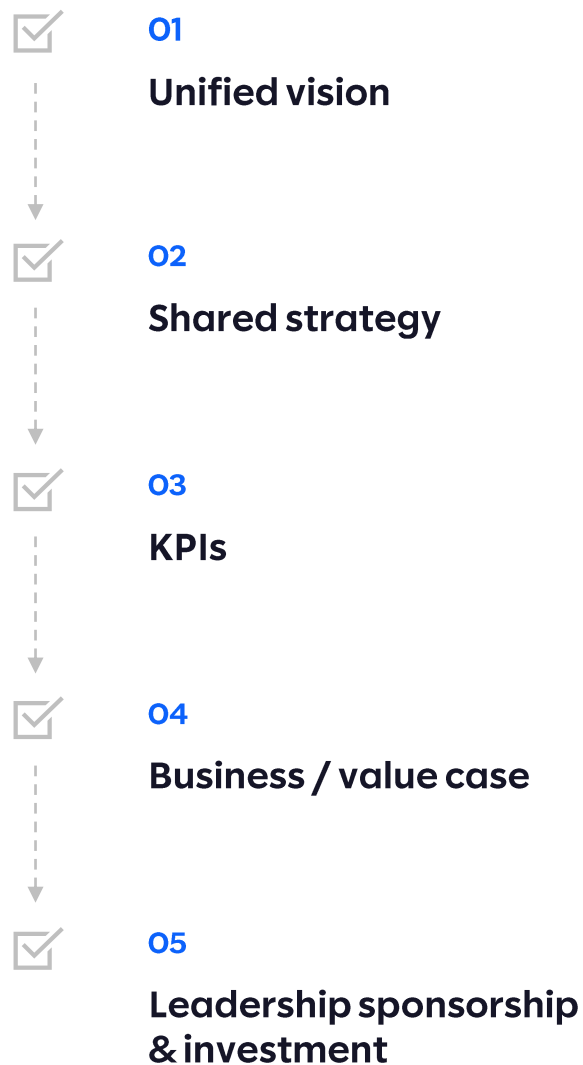 01
Unified vision
02
Shared strategy
03
KPIs
04
Business / value case
05
Leadership sponsorship
& investment